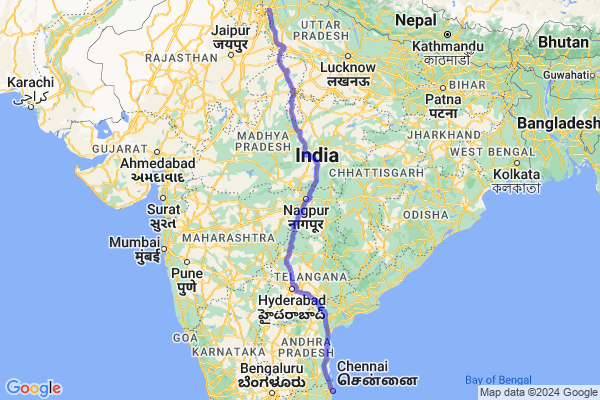 Nepal
Jaipur
जयपुर
UTTAR
PRADESH
Kathmandu
काठमाडौं
Bhutan
RAJASTHAN
Lucknow
लखनऊ
Guwahati
Karachi
کراچی
Patna
पटना
BIHAR
Bangladesh
GUJARAT
MADHYA
PRADESH
JHARKHAND
India
WEST BENGAL
Ahmedabad
અમદાવાદ
CHHATTISGARH
Kolkata
কলকাতা
Surat
સુરત
Nagpur
नागपूर
ODISHA
Mumbai
मुंबई
MAHARASHTRA
Pune
पुणे
TELANGANA
Hyderabad
హైదరాబాద్
GOA
KARNATAKA
ANDHRA
PRADESH
Bengaluru
ಬೆಂಗಳೂರು
Chennai
சென்னை
Bay of Bengal
Google
Map data ©2024 Google